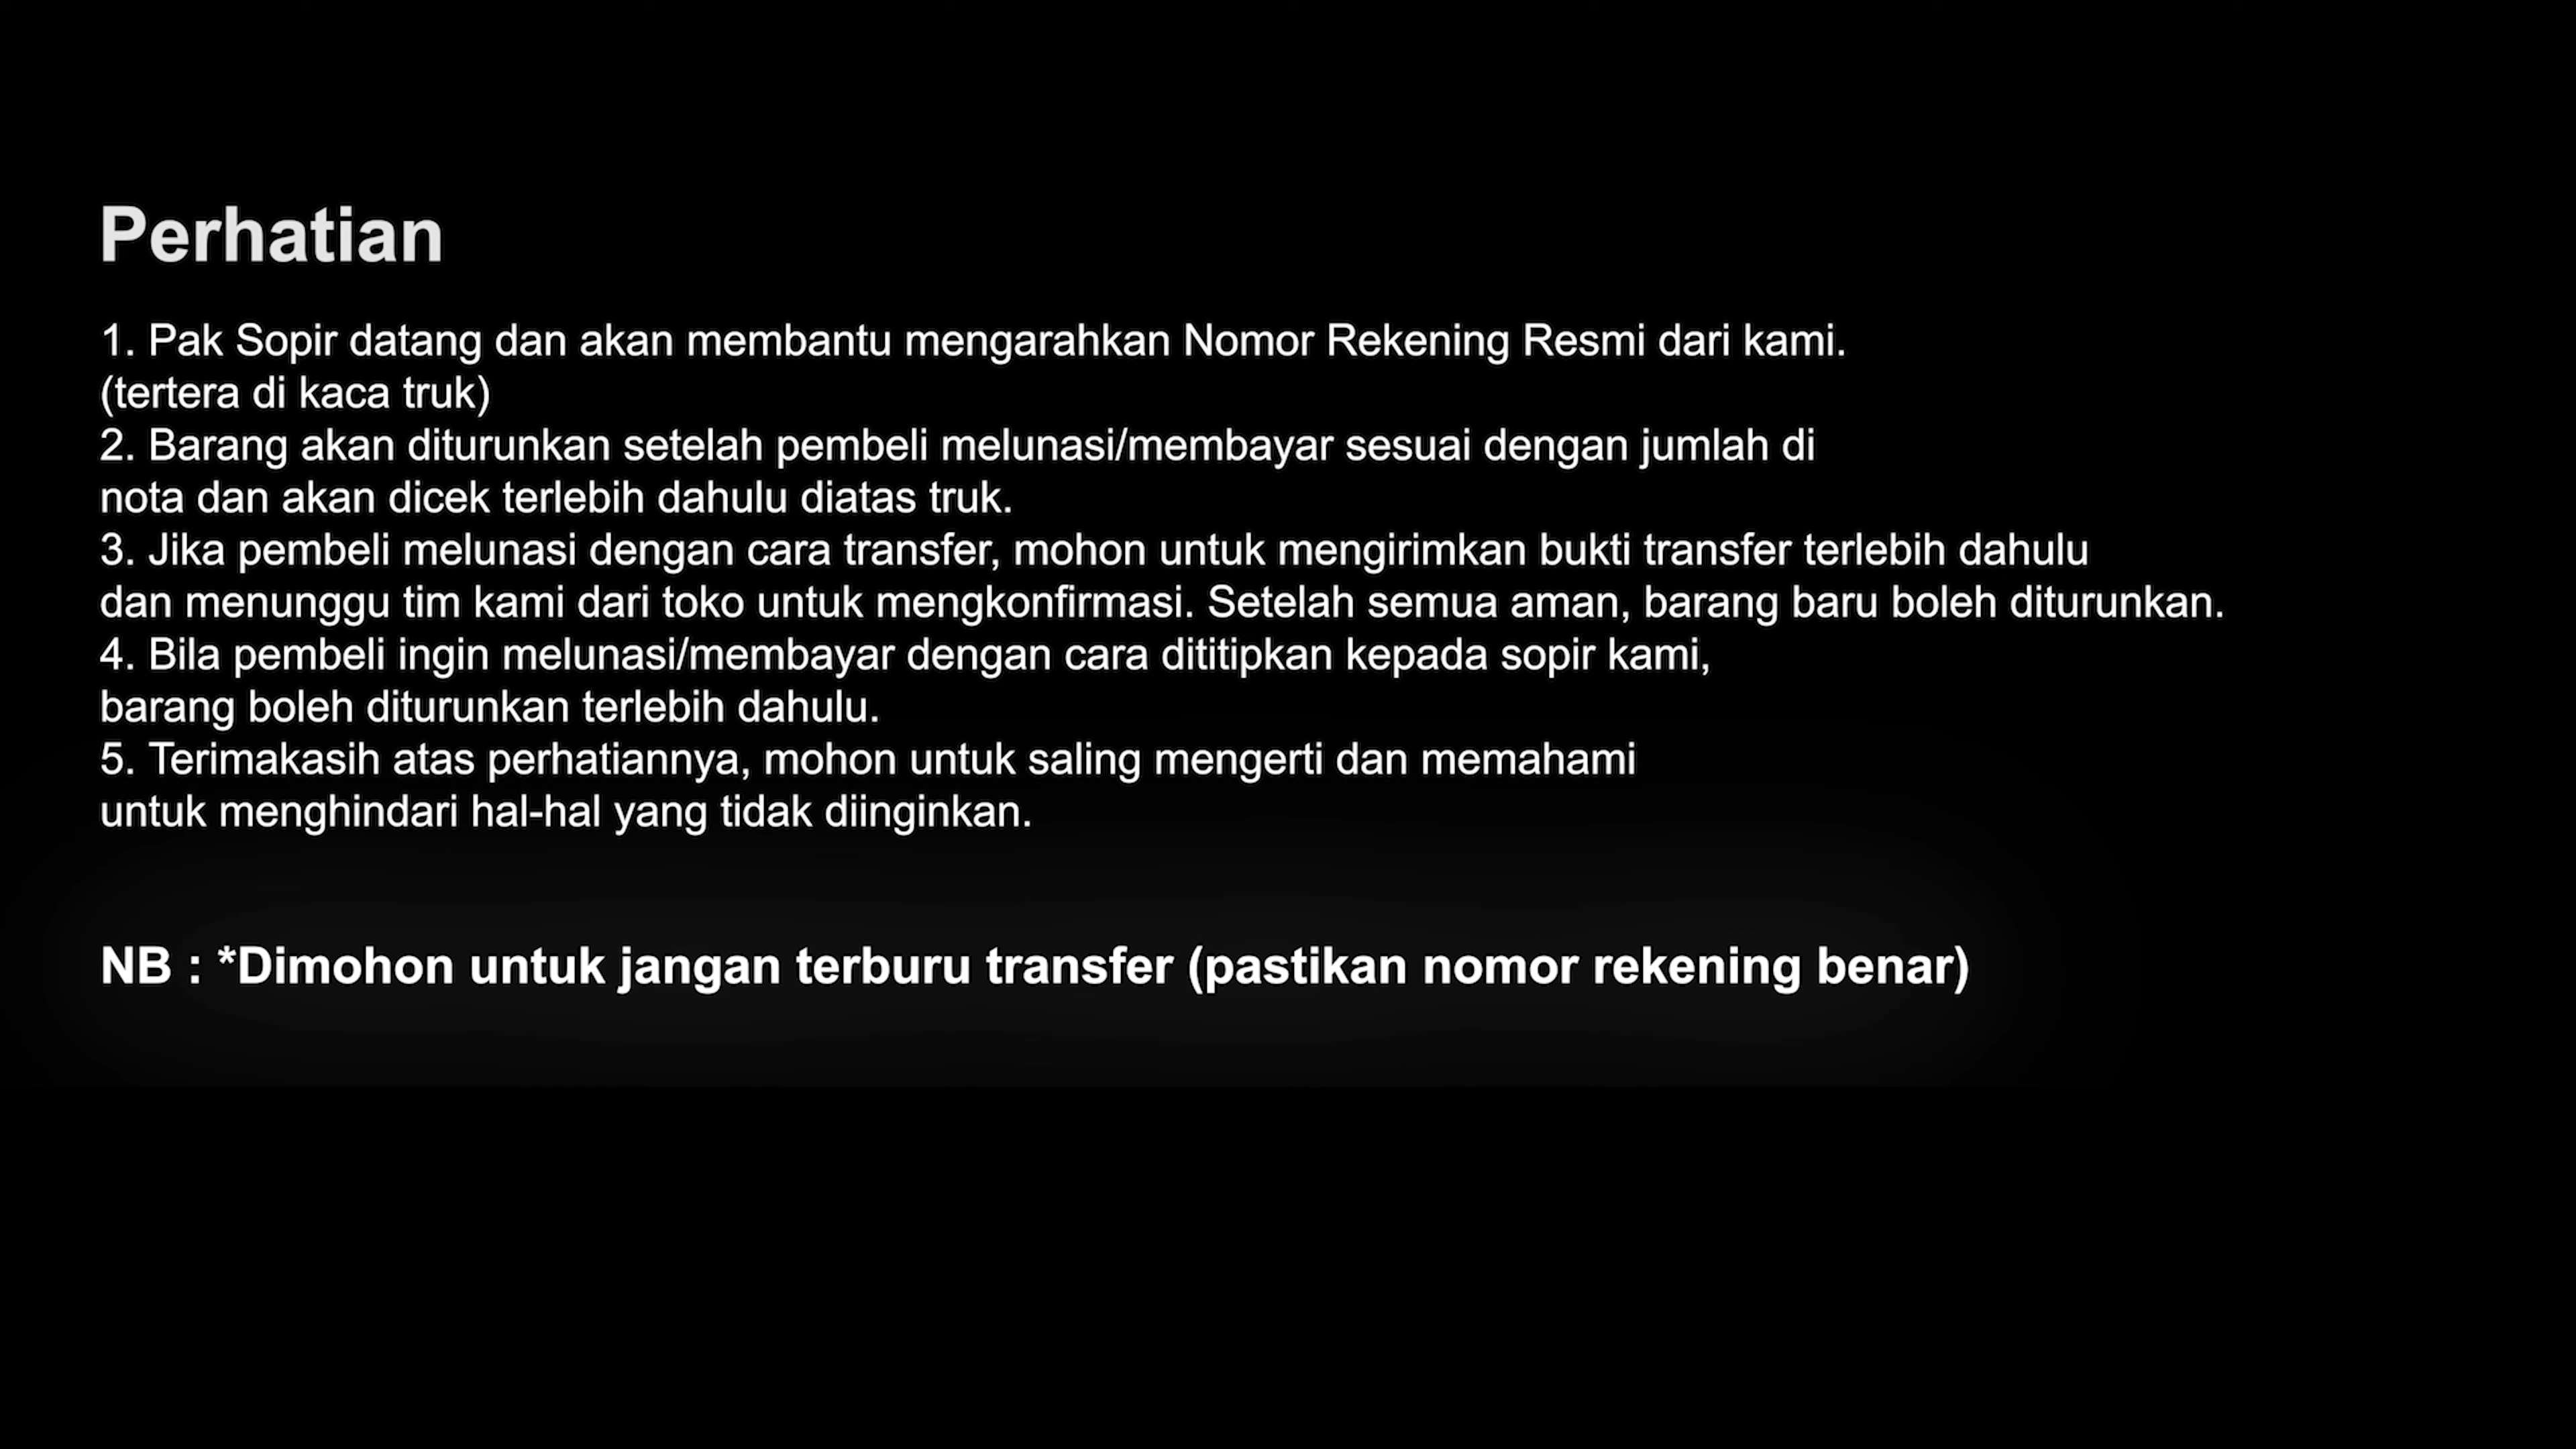 Perhatian
1. Pak Sopir datang dan akan membantu mengarahkan Nomor Rekening Resmi dari kami.
(tertera di kaca truk)
2. Barang akan diturunkan setelah pembeli melunasi/membayar sesuai dengan jumlah di
nota dan akan dicek terlebih dahulu diatas truk.
3. Jika pembeli melunasi dengan cara transfer, mohon untuk mengirimkan bukti transfer terlebih dahulu
dan menunggu tim kami dari toko untuk mengkonfirmasi. Setelah semua aman, barang baru boleh diturunkan.
4. Bila pembeli ingin melunasi/membayar dengan cara dititipkan kepada sopir kami,
barang boleh diturunkan terlebih dahulu.
5. Terimakasih atas perhatiannya, mohon untuk saling mengerti dan memahami
untuk menghindari hal-hal yang tidak diinginkan.
NB : *Dimohon untuk jangan terburu transfer (pastikan nomor rekening benar)